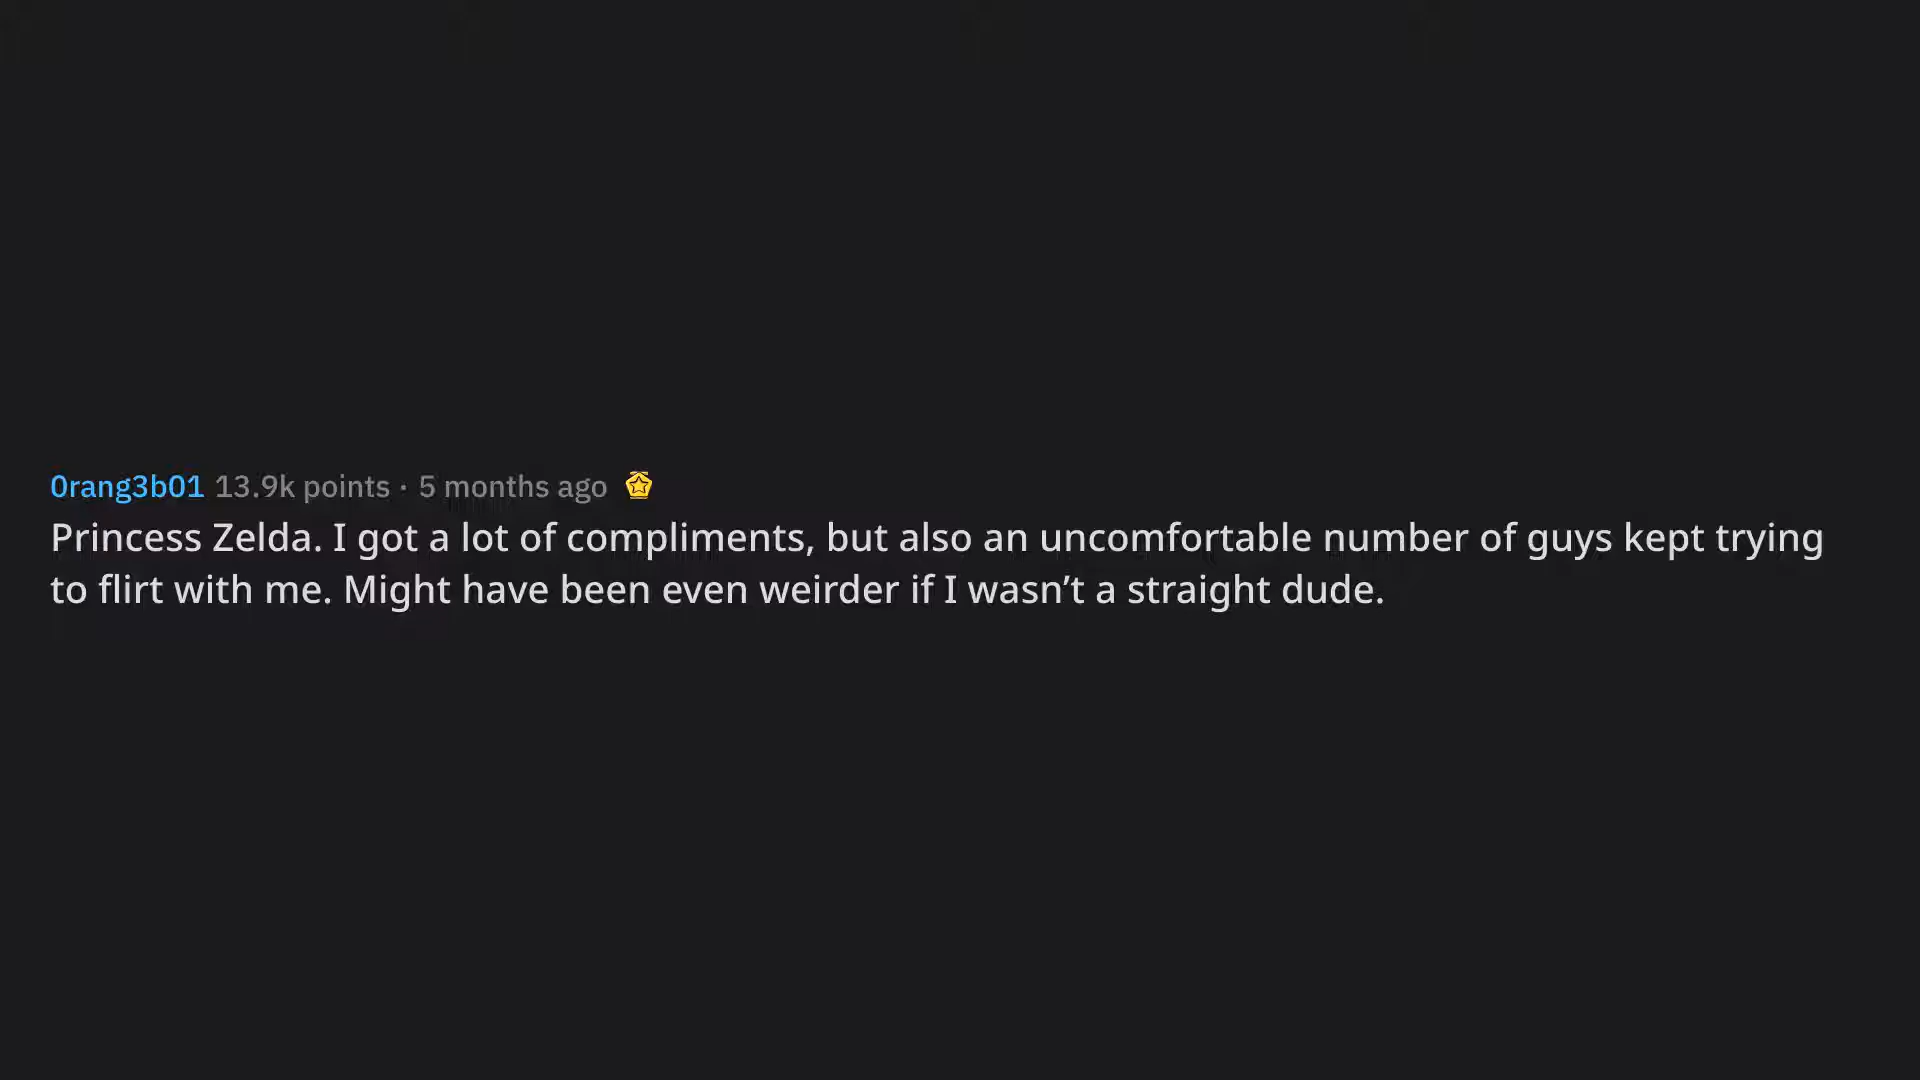 0rang3b01 13.9k points · 5 months ago
Princess Zelda. I got a lot of compliments, but also an uncomfortable number of guys kept trying
to flirt with me. Might have been even weirder if I wasn’t a straight dude.